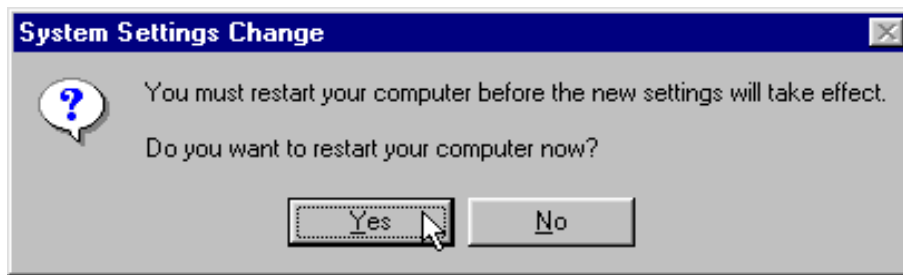 System Settings Change
You must restart your computer before the new settings will take effect.
Do you want to restart your computer now?
Yes
No